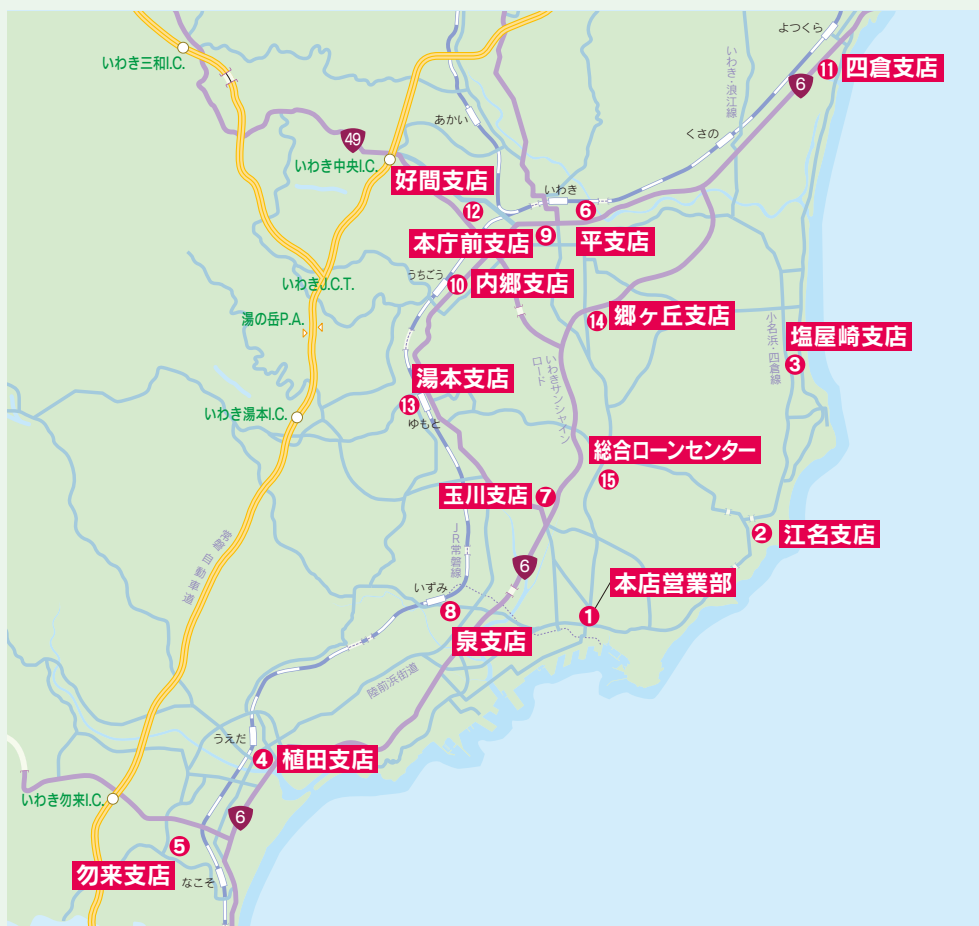 よつくら
いわき三和I.C.
⑪ 四倉支店
6
いわき・浪江線
あかい
くさの
49
いわき中央I.C.
好間支店
⑫
いわき
⑥
平支店
本庁前支店
⑨
うちごう
⑩ 内郷支店
いわきJ.C.T.
湯の岳P.A.
⑭ 郷ヶ丘支店
小名浜・四倉線
塩屋崎支店
③
いわきサンシャイン
ロード
湯本支店
⑬
ゆもと
いわき湯本I.C.
総合ローンセンター
⑮
玉川支店 ⑦
② 江名支店
JR常磐線
常磐自動車道
6
いずみ
⑧
泉支店
本店営業部
①
陸前浜街道
うえだ
④ 植田支店
いわき勿来I.C.
6
⑤
勿来支店
なこそ